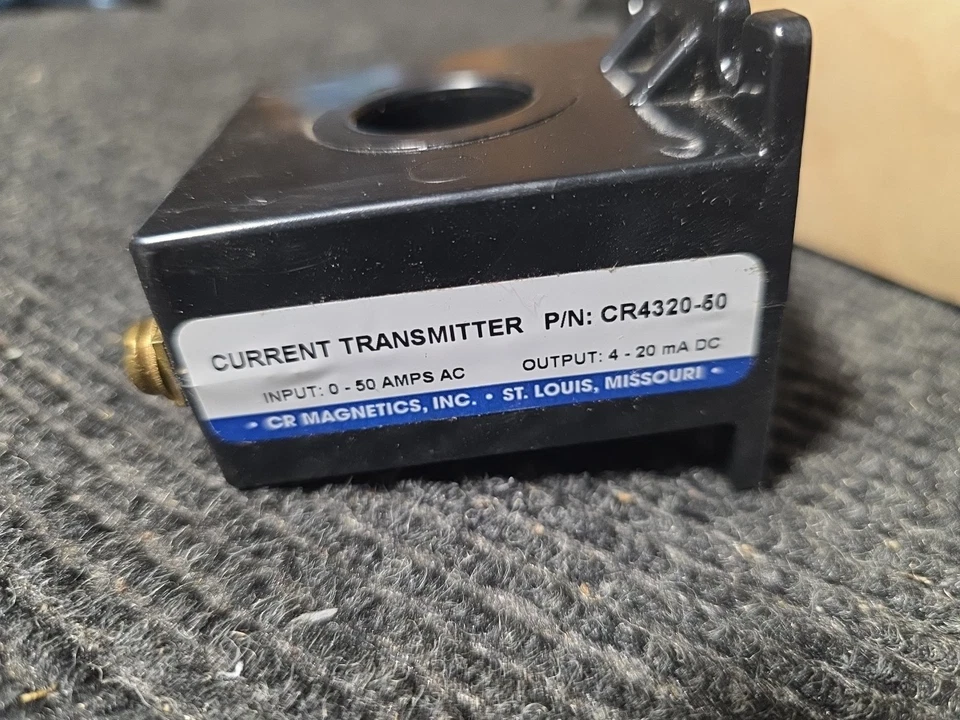 CURRENT TRANSMITTER P/N: CR4320-50
INPUT: 0 - 50 AMPS AC OUTPUT: 4 - 20 mA DC
• CR MAGNETICS, INC. • ST. LOUIS, MISSOURI •